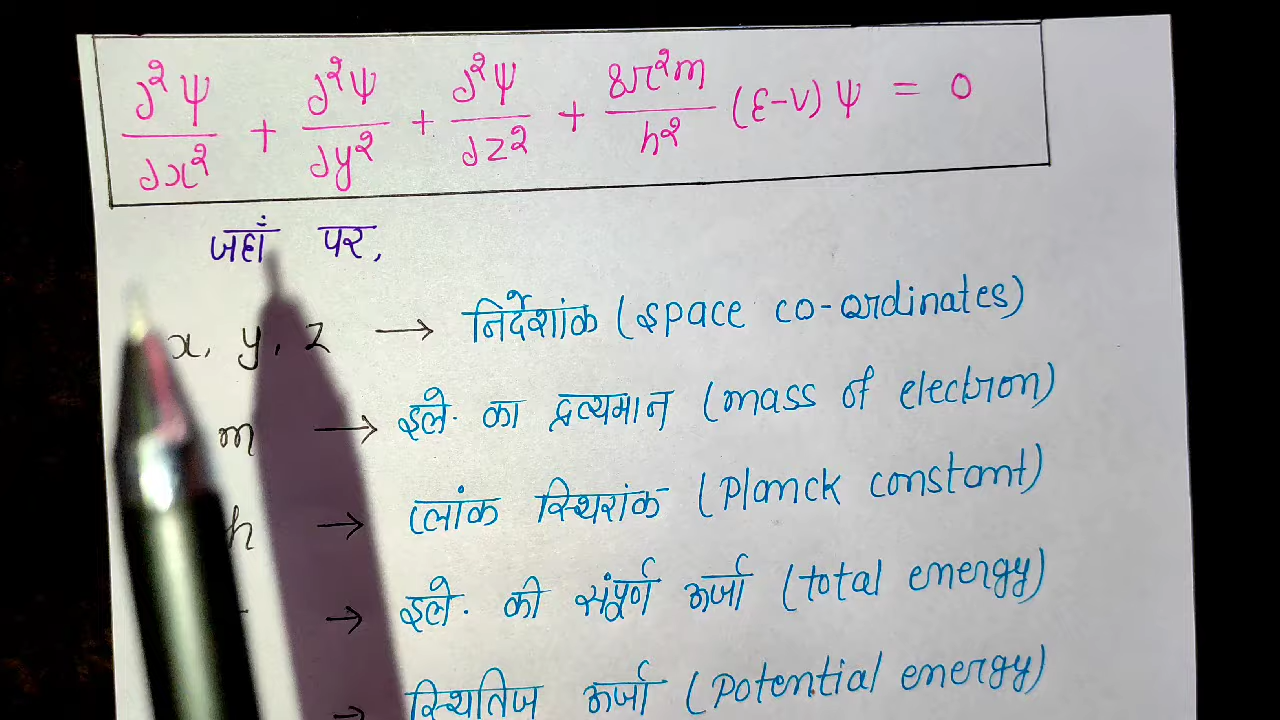 ∂²ψ/∂x² + ∂²ψ/∂y² + ∂²ψ/∂z² + 8π²m/h² (E-V) ψ = 0
जहाँ पर,
x, y, z → निर्देशांक (space co-ordinates)
m → इले. का द्रव्यमान (mass of electron)
h → प्लांक स्थिरांक (Planck constant)
→ इले. की संपूर्ण ऊर्जा (total energy)
→ स्थितिज ऊर्जा (Potential energy)